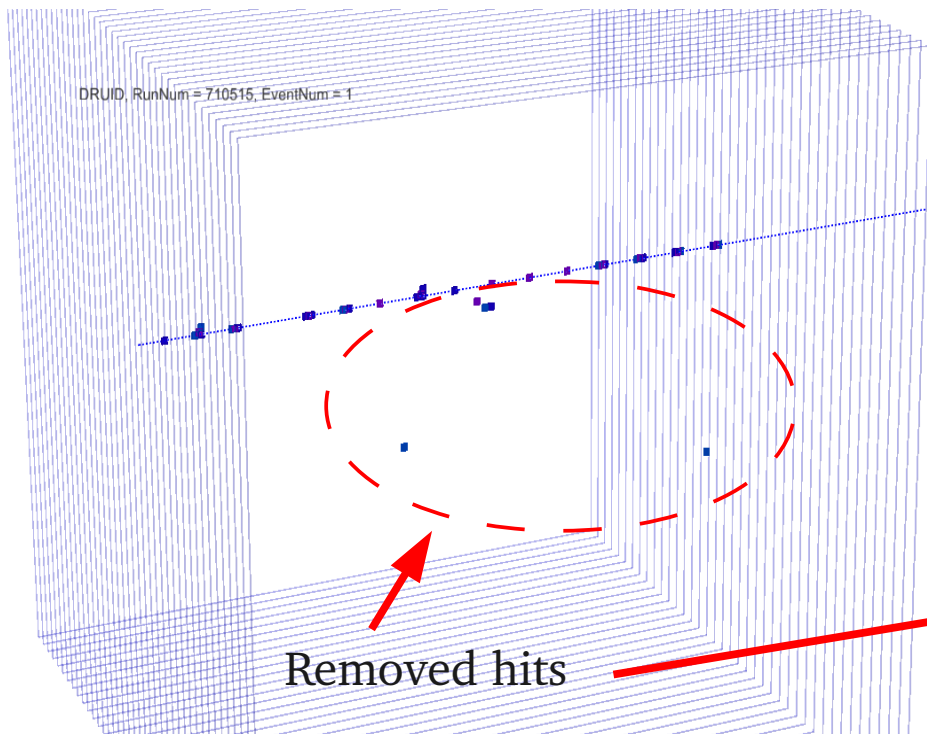 DRUID, RunNum = 710515, EventNum = 1
Removed hits